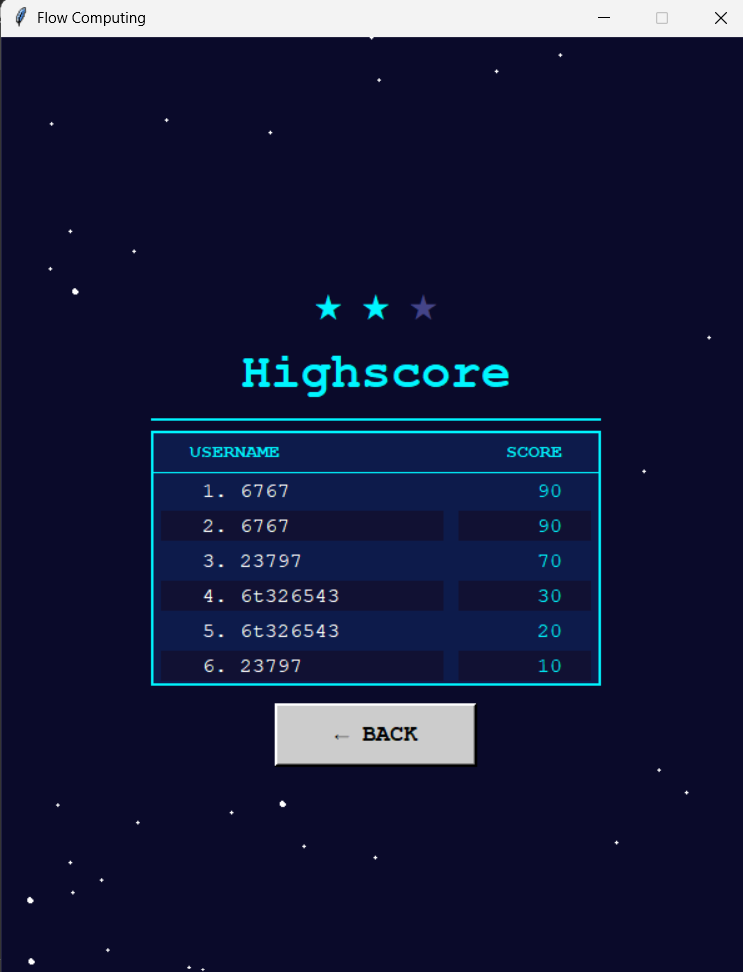 Flow Computing
★ ★ ★
Highscore
USERNAME SCORE
1. 6767 90
2. 6767 90
3. 23797 70
4. 6t326543 30
5. 6t326543 20
6. 23797 10
← BACK